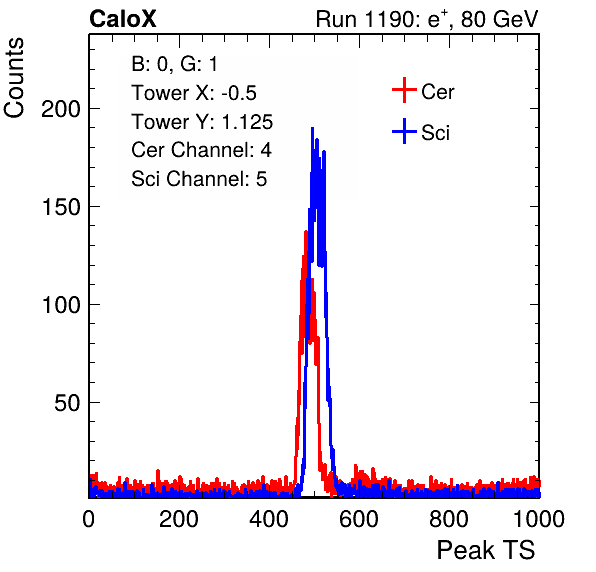 CaloX
Run 1190: e+, 80 GeV
Counts
B: 0, G: 1
Tower X: -0.5
Tower Y: 1.125
Cer Channel: 4
Sci Channel: 5
Cer
Sci
200
150
100
50
0 200 400 600 800 1000
Peak TS